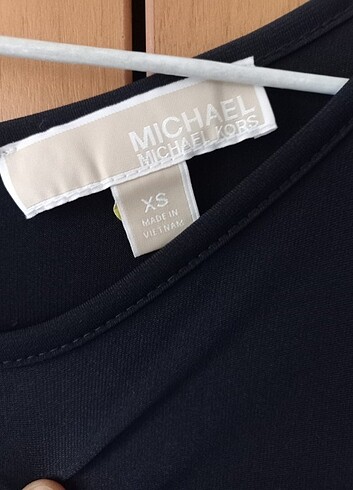 MICHAEL
MICHAEL KORS
XS
MADE IN
VIETNAM